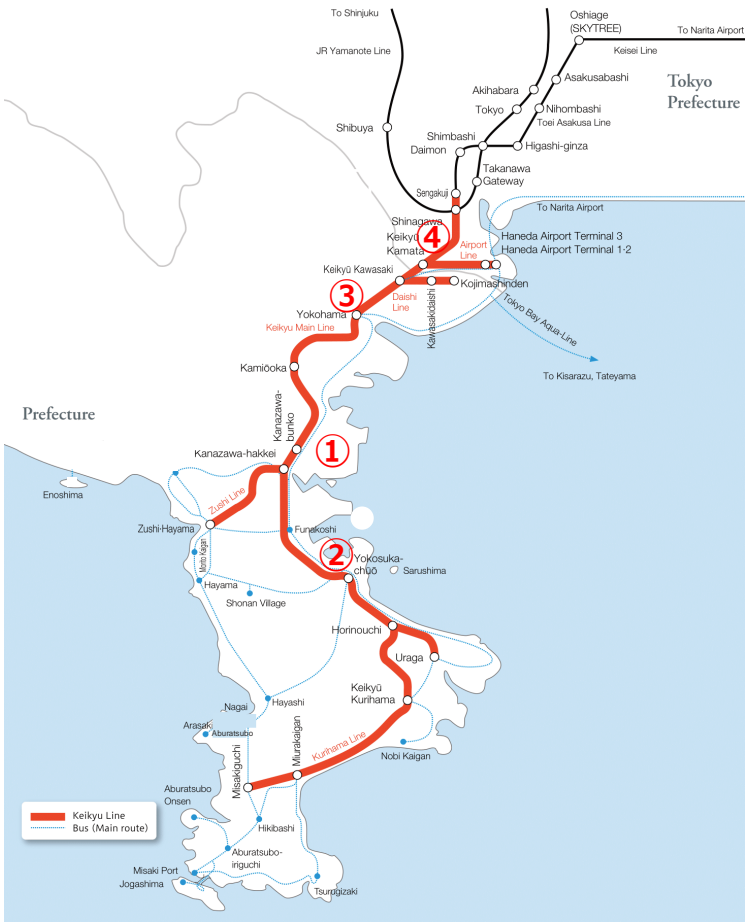 To Shinjuku
Oshiage
(SKYTREE)
To Narita Airport
Keisei Line
JR Yamanote Line
Asakusabashi
Tokyo
Prefecture
Akihabara
Tokyo
Nihombashi
Toei Asakusa Line
Shibuya
Shimbashi
Daimon
Higashi-ginza
Takanawa
Gateway
Sengakuji
To Narita Airport
Shinagawa
④
Keikyū
Kamata
Airport
Line
Haneda Airport Terminal 3
Haneda Airport Terminal 1·2
Keikyū Kawasaki
Kojimashinden
③
Daishi
Line
Kawasakidaishi
Tokyo Bay Aqua-Line
Yokohama
Keikyu Main Line
To Kisarazu, Tateyama
Kamiōoka
Prefecture
Kanazawa-
bunko
①
Kanazawa-hakkei
Enoshima
Zushi Line
Zushi·Hayama
Funakoshi
②
Morito Kaigan
Yokosuka-
chūō
Sarushima
Hayama
Shonan Village
Horinouchi
Uraga
Keikyū
Kurihama
Nagai
Hayashi
Arasaki
Aburatsubo
Miurakaigan
Kurihama Line
Nobi Kaigan
Misakiguchi
Aburatsubo
Onsen
Keikyu Line
Bus (Main route)
Hikibashi
Aburatsubo-
iriguchi
Misaki Port
Jogashima
Tsurugizaki